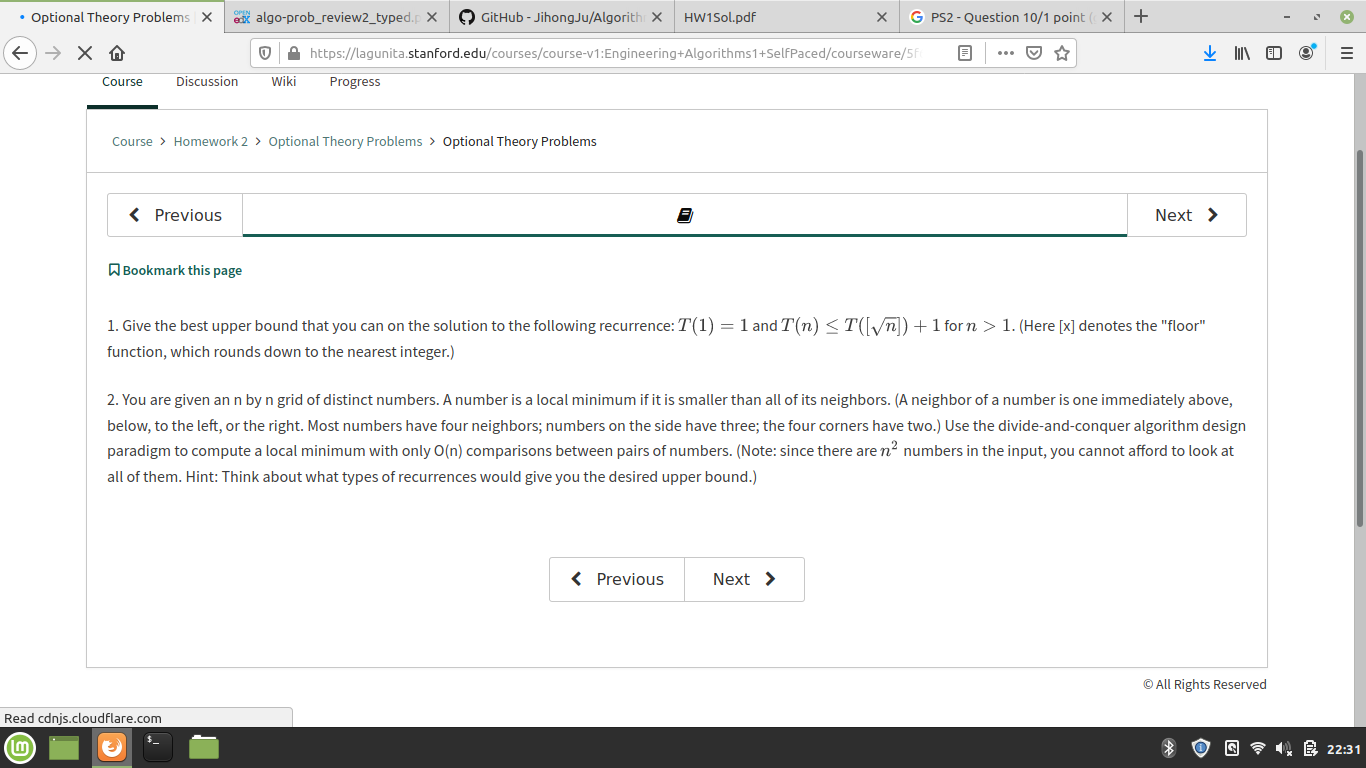 Optional Theory Problems
algo-prob_review2_typed.p
GitHub - JihongJu/Algorith
HW1Sol.pdf
PS2 - Question 10/1 point (
https://lagunita.stanford.edu/courses/course-v1:Engineering+Algorithms1+SelfPaced/courseware/5f
Course Discussion Wiki Progress
Course > Homework 2 > Optional Theory Problems > Optional Theory Problems
Previous
Next
Bookmark this page
1. Give the best upper bound that you can on the solution to the following recurrence: T(1) = 1 and T(n) ≤ T([√n]) + 1 for n > 1. (Here [x] denotes the "floor"
function, which rounds down to the nearest integer.)
2. You are given an n by n grid of distinct numbers. A number is a local minimum if it is smaller than all of its neighbors. (A neighbor of a number is one immediately above,
below, to the left, or the right. Most numbers have four neighbors; numbers on the side have three; the four corners have two.) Use the divide-and-conquer algorithm design
paradigm to compute a local minimum with only O(n) comparisons between pairs of numbers. (Note: since there are n² numbers in the input, you cannot afford to look at
all of them. Hint: Think about what types of recurrences would give you the desired upper bound.)
Previous
Next
© All Rights Reserved
Read cdnjs.cloudflare.com
22:31